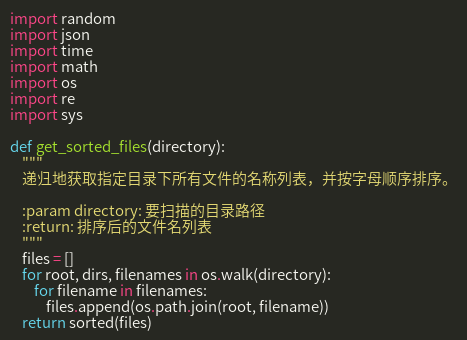 import random
import json
import time
import math
import os
import re
import sys

def get_sorted_files(directory):
    """
    递归地获取指定目录下所有文件的名称列表，并按字母顺序排序。

    :param directory: 要扫描的目录路径
    :return: 排序后的文件名列表
    """
    files = []
    for root, dirs, filenames in os.walk(directory):
        for filename in filenames:
            files.append(os.path.join(root, filename))
    return sorted(files)